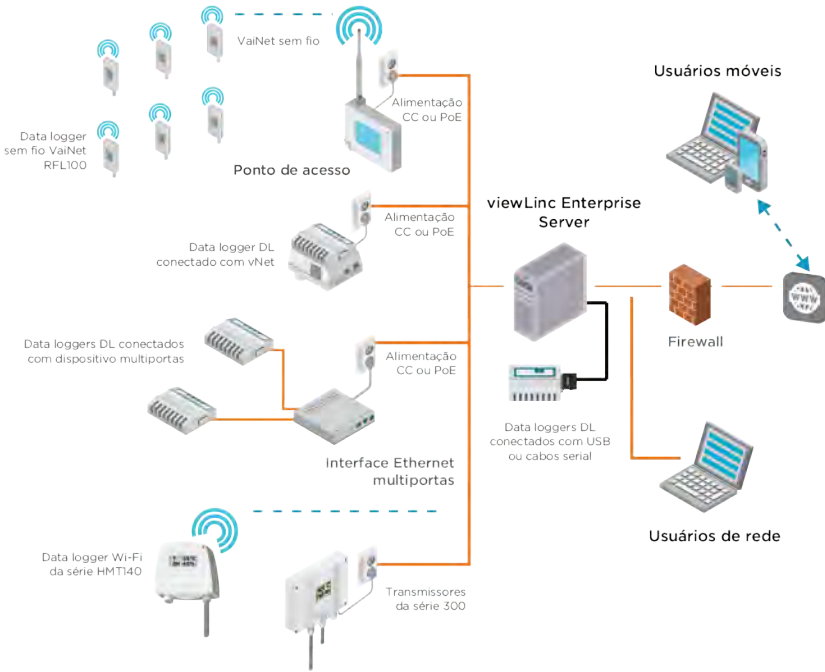 VaiNet sem fio
Data logger
sem fio VaiNet
RFL100
Alimentação
CC ou PoE
Ponto de acesso
Usuários móveis
Data logger DL
conectado com vNet
Alimentação
CC ou PoE
viewLinc Enterprise
Server
WWW
Firewall
Data loggers DL conectados
com dispositivo multiportas
Alimentação
CC ou PoE
Interface Ethernet
multiportas
Data loggers DL
conectados com USB
ou cabos serial
Usuários de rede
Data logger Wi-Fi
da série HMT140
Transmissores
da série 300